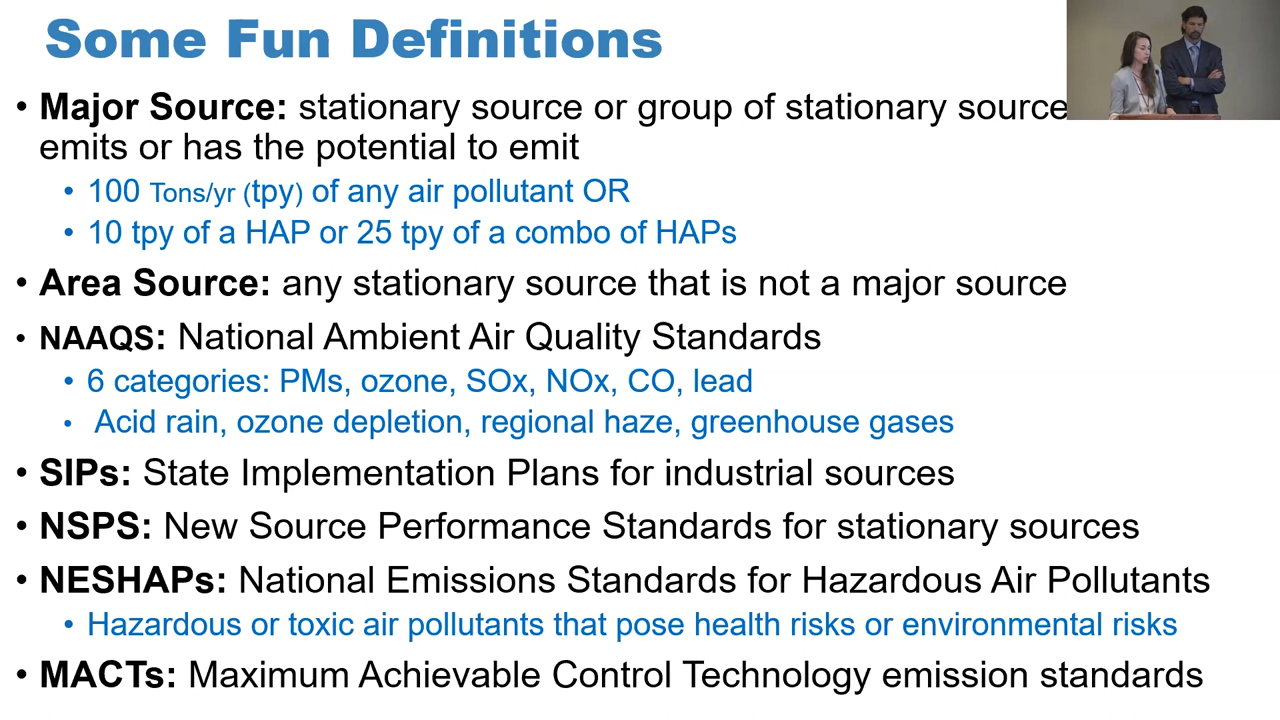 Some Fun Definitions
• Major Source: stationary source or group of stationary source
emits or has the potential to emit
• 100 Tons/yr (tpy) of any air pollutant OR
• 10 tpy of a HAP or 25 tpy of a combo of HAPs
• Area Source: any stationary source that is not a major source
• NAAQS: National Ambient Air Quality Standards
• 6 categories: PMs, ozone, SOx, NOx, CO, lead
• Acid rain, ozone depletion, regional haze, greenhouse gases
• SIPs: State Implementation Plans for industrial sources
• NSPS: New Source Performance Standards for stationary sources
• NESHAPs: National Emissions Standards for Hazardous Air Pollutants
• Hazardous or toxic air pollutants that pose health risks or environmental risks
• MACTs: Maximum Achievable Control Technology emission standards